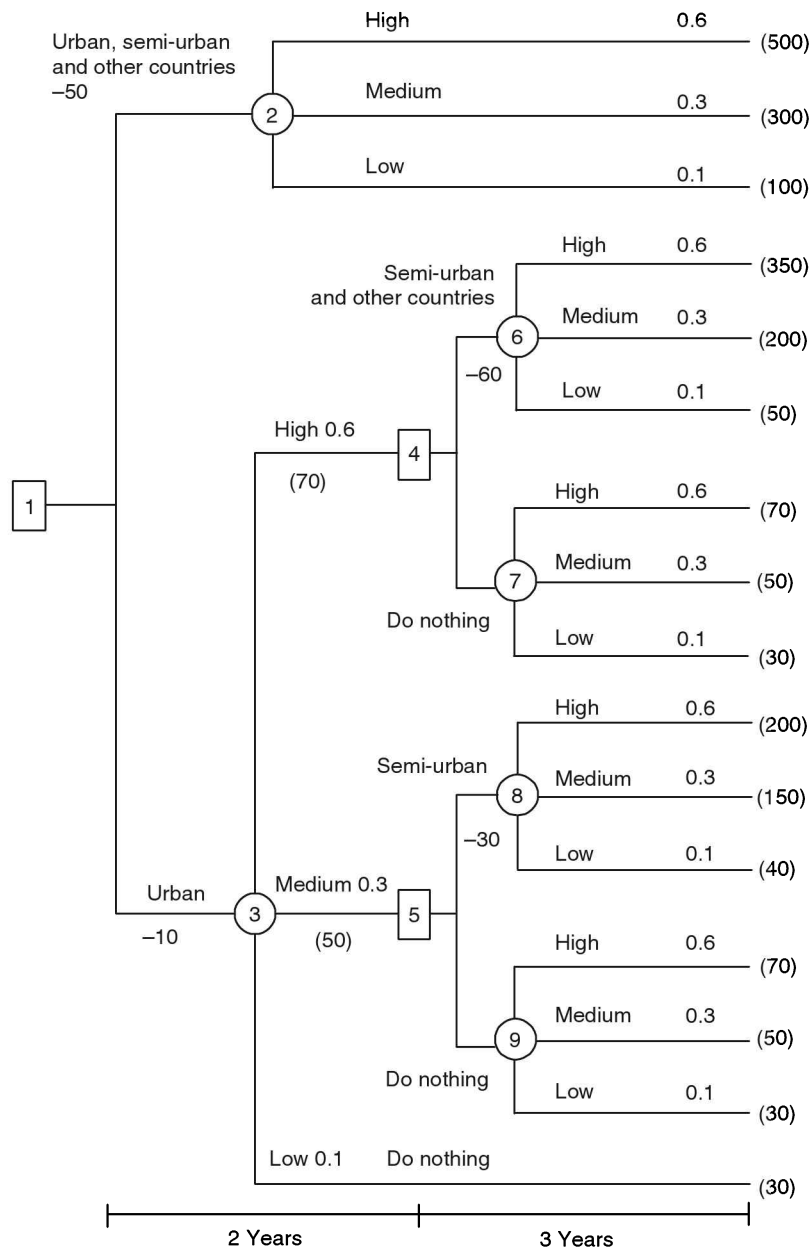 High 0.6
(500)
Urban, semi-urban
and other countries
–50
2
Medium 0.3
(300)
Low 0.1
(100)
High 0.6
(350)
Semi-urban
and other countries
6
Medium 0.3
(200)
–60
Low 0.1
(50)
High 0.6
(70)
4
1
High 0.6
(70)
7
Medium 0.3
(50)
Do nothing
Low 0.1
(30)
High 0.6
(200)
Semi-urban
8
Medium 0.3
(150)
–30
Low 0.1
(40)
Urban
–10
3
Medium 0.3
(50)
5
High 0.6
(70)
9
Medium 0.3
(50)
Do nothing
Low 0.1
(30)
Low 0.1 Do nothing
(30)
2 Years 3 Years